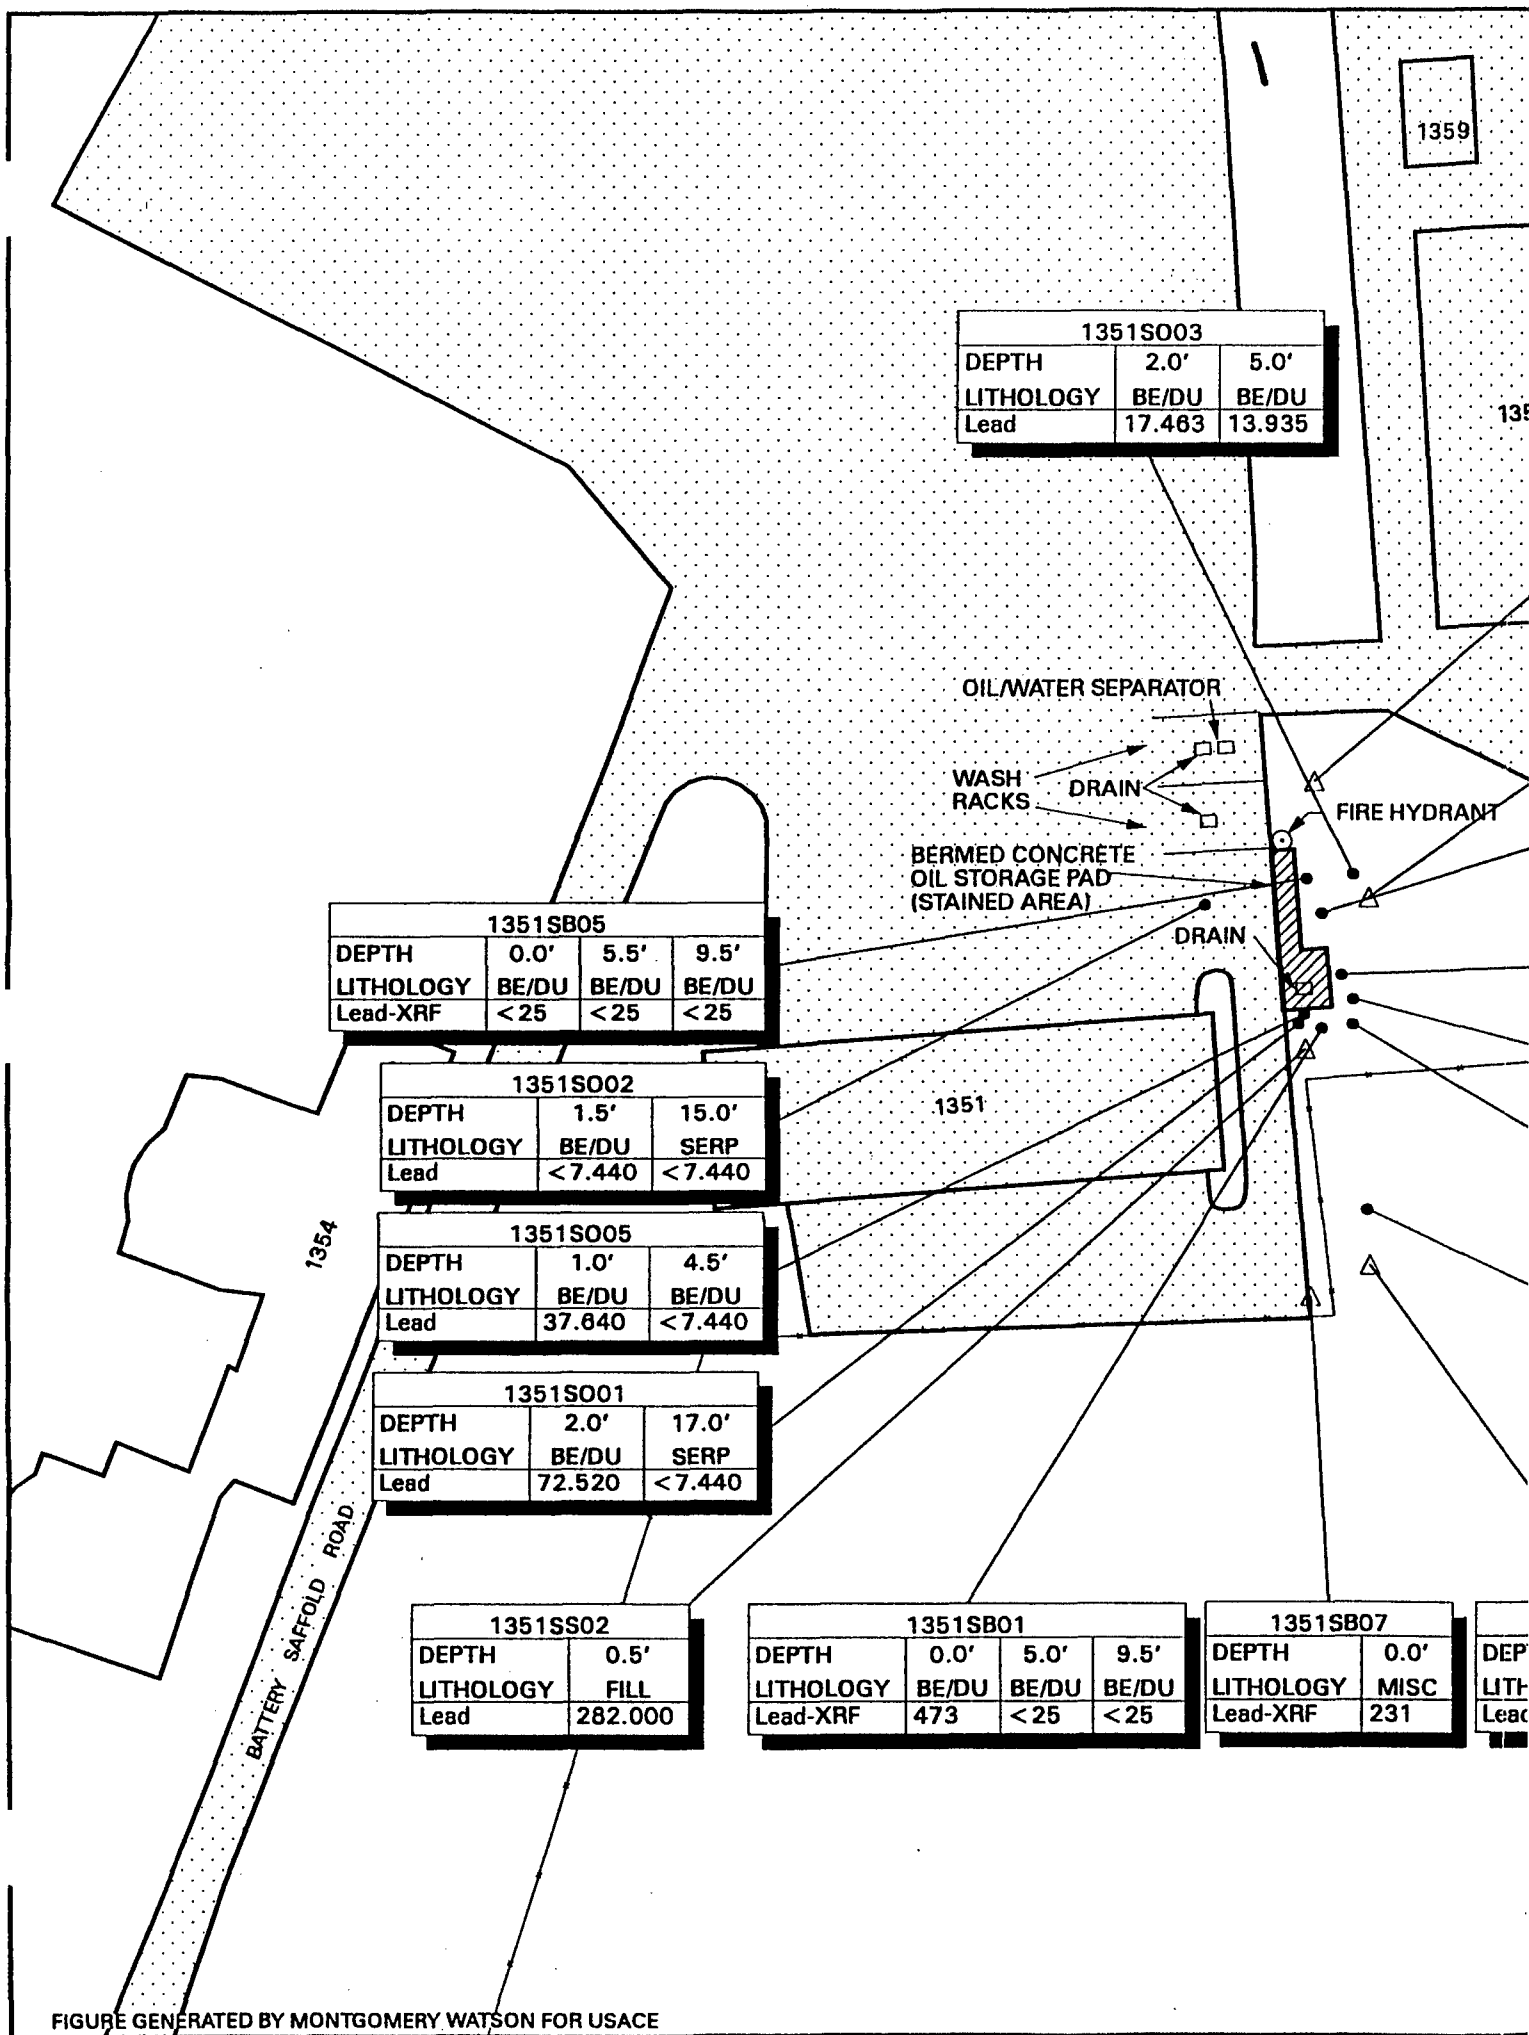 1359
1351SO03
DEPTH 2.0' 5.0'
LITHOLOGY BE/DU BE/DU
Lead 17.463 13.935
OIL/WATER SEPARATOR
WASH
RACKS
DRAIN
FIRE HYDRANT
BERMED CONCRETE
OIL STORAGE PAD
(STAINED AREA)
DRAIN
1351SB05
DEPTH 0.0' 5.5' 9.5'
LITHOLOGY BE/DU BE/DU BE/DU
Lead-XRF <25 <25 <25
1351SO02
DEPTH 1.5' 15.0'
LITHOLOGY BE/DU SERP
Lead <7.440 <7.440
1351
1351SO05
DEPTH 1.0' 4.5'
LITHOLOGY BE/DU BE/DU
Lead 37.640 <7.440
1354
1351SO01
DEPTH 2.0' 17.0'
LITHOLOGY BE/DU SERP
Lead 72.520 <7.440
BATTERY SAFFOLD ROAD
1351SS02
DEPTH 0.5'
LITHOLOGY FILL
Lead 282.000
1351SB01
DEPTH 0.0' 5.0' 9.5'
LITHOLOGY BE/DU BE/DU BE/DU
Lead-XRF 473 <25 <25
1351SB07
DEPTH 0.0'
LITHOLOGY MISC
Lead-XRF 231
FIGURE GENERATED BY MONTGOMERY WATSON FOR USACE